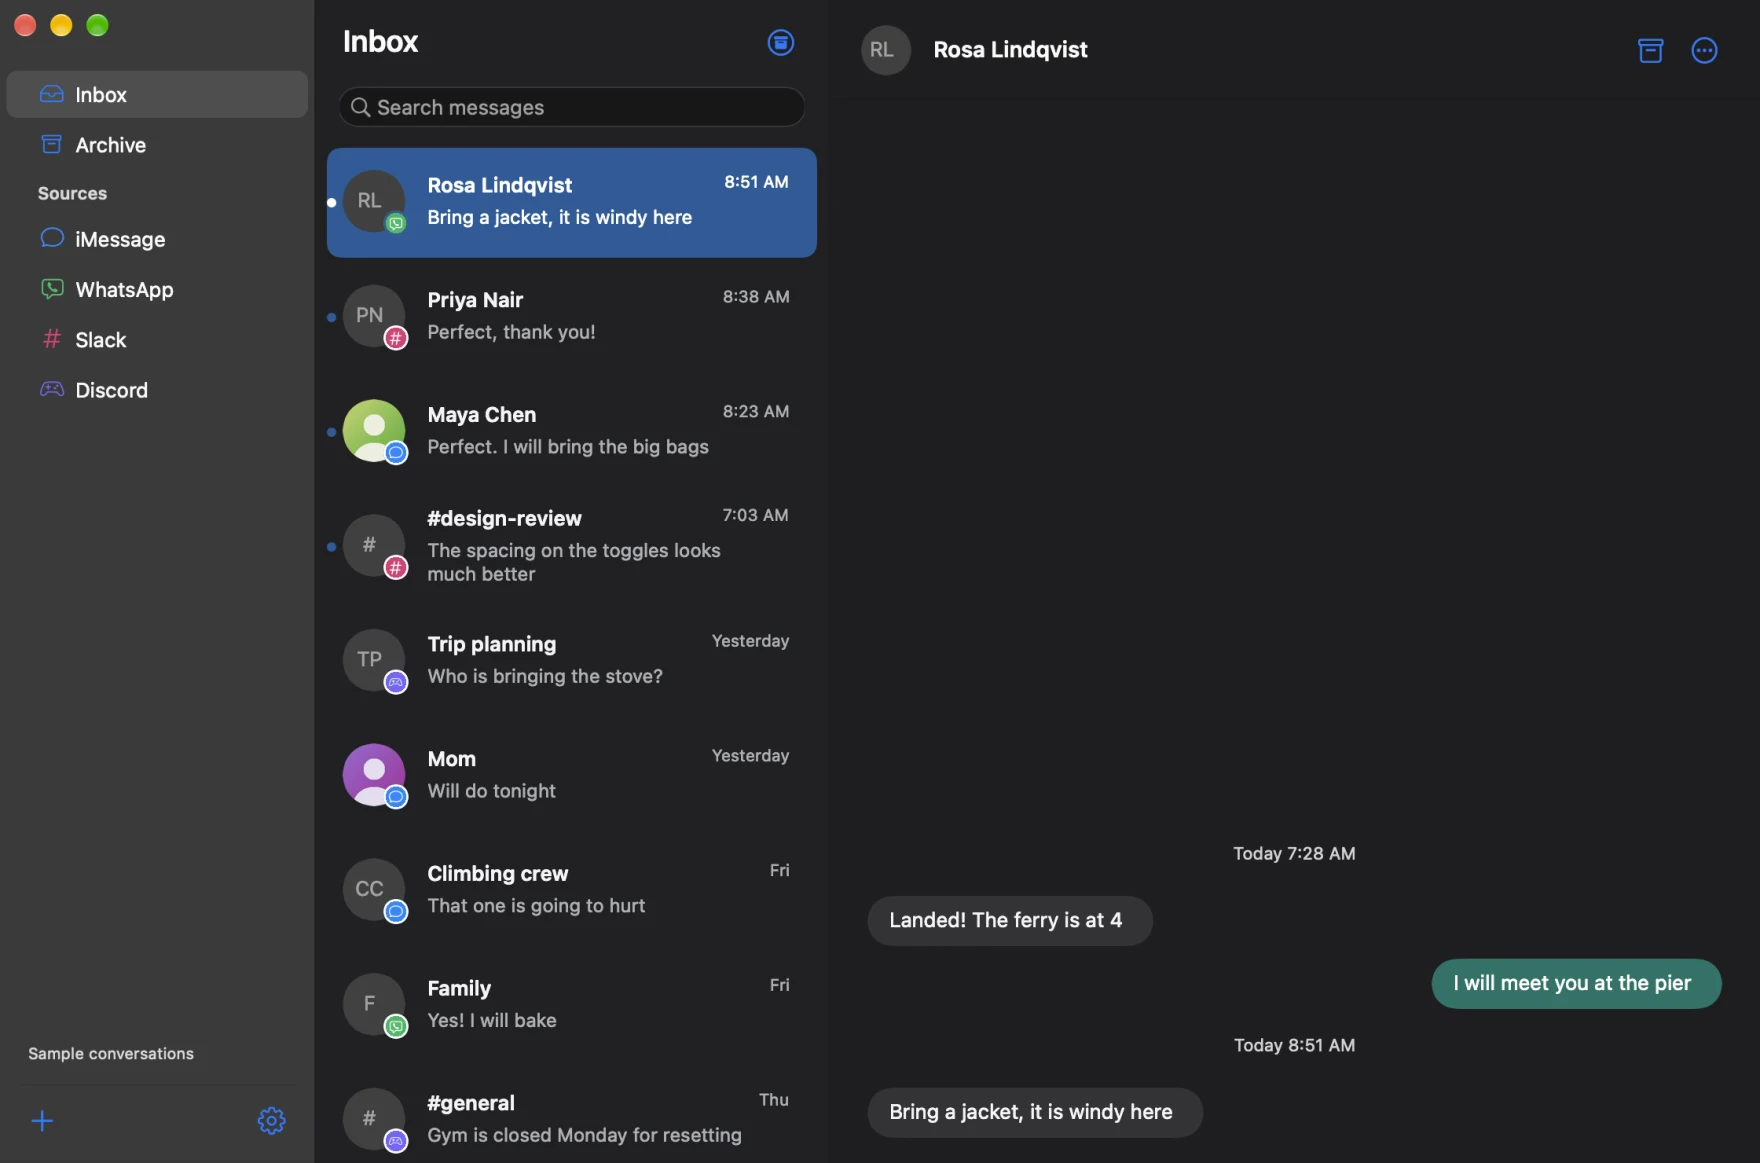 Inbox
Archive
Sources
iMessage
WhatsApp
# Slack
Discord
Sample conversations
Inbox
Search messages
RL
Rosa Lindqvist
8:51 AM
Bring a jacket, it is windy here
PN
#
Priya Nair
8:38 AM
Perfect, thank you!
Maya Chen
8:23 AM
Perfect. I will bring the big bags
#
#
#design-review
7:03 AM
The spacing on the toggles looks
much better
TP
Trip planning
Yesterday
Who is bringing the stove?
Mom
Yesterday
Will do tonight
CC
Climbing crew
Fri
That one is going to hurt
F
Family
Fri
Yes! I will bake
#
#general
Thu
Gym is closed Monday for resetting
RL
Rosa Lindqvist
Today 7:28 AM
Landed! The ferry is at 4
I will meet you at the pier
Today 8:51 AM
Bring a jacket, it is windy here